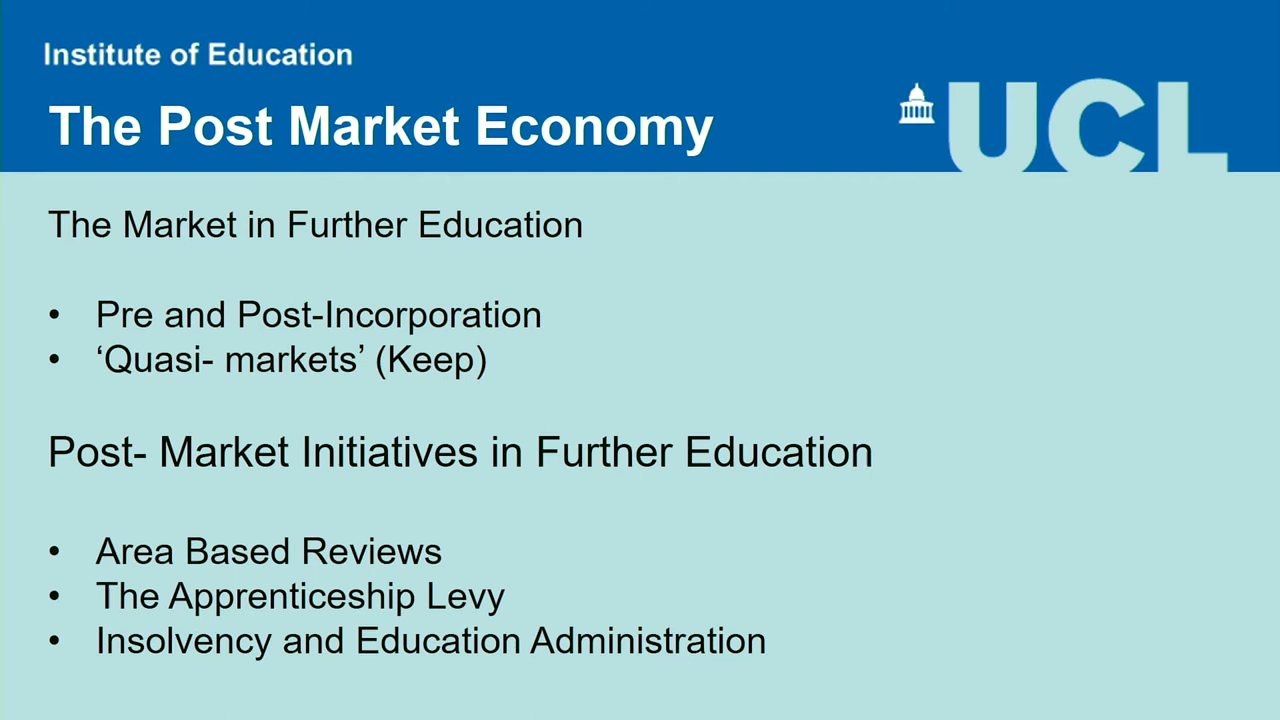 Institute of Education
The Post Market Economy
UCL
The Market in Further Education
• Pre and Post-Incorporation
• ‘Quasi- markets’ (Keep)
Post- Market Initiatives in Further Education
• Area Based Reviews
• The Apprenticeship Levy
• Insolvency and Education Administration